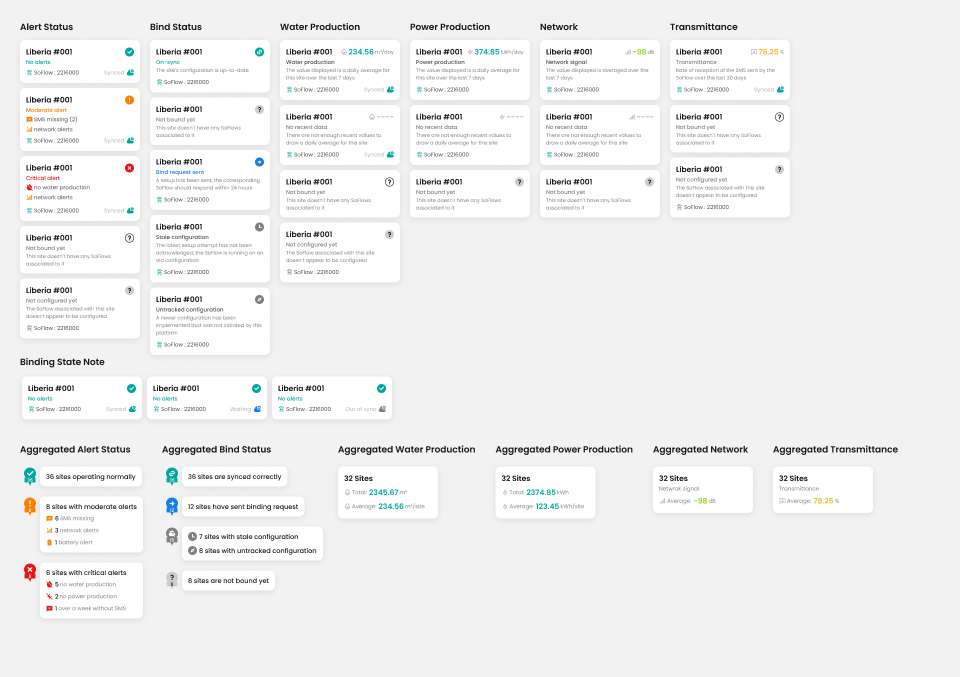 Alert Status
Liberia #001
No alerts
SoFlow : 2216000 Synced
Liberia #001
Moderate alert
SMS missing (2)
network alerts
SoFlow : 2216000 Synced
Liberia #001
Critical alert
no water production
network alerts
SoFlow : 2216000 Synced
Liberia #001
Not bound yet
This site doesn't have any SoFlows
associated to it
Liberia #001
Not configured yet
The SoFlow associated with this site
doesn't appear to be configured
SoFlow : 2216000
Bind Status
Liberia #001
On-sync
The site's configuration is up-to-date
SoFlow : 2216000
Liberia #001
Not bound yet
This site doesn't have any SoFlows
associated to it
Liberia #001
Bind request sent
A setup has been sent, the corresponding
SoFlow should respond within 24 hours
SoFlow : 2216000
Liberia #001
Stale configuration
The latest setup attempt has not been
acknowledged, the SoFlow is running on an
old configuration
SoFlow : 2216000
Liberia #001
Untracked configuration
A newer configuration has been
implemented that was not initiated by this
platform
SoFlow : 2216000
Water Production
Liberia #001 234.56 m³/day
Water production
The value displayed is a daily average for
this site over the last 7 days
SoFlow : 2216000 Synced
Liberia #001 ----
No recent data
There are not enough recent values to
draw a daily average for this site
SoFlow : 2216000 Synced
Liberia #001
Not bound yet
This site doesn't have any SoFlows
associated to it
Liberia #001
Not configured yet
The SoFlow associated with this site
doesn't appear to be configured
SoFlow : 2216000
Power Production
Liberia #001 374.85 kWh/day
Power production
The value displayed is a daily average for
this site over the last 7 days
SoFlow : 2216000
Liberia #001 ----
No recent data
There are not enough recent values to
draw a daily average for this site
SoFlow : 2216000
Liberia #001
Not bound yet
This site doesn't have any SoFlows
associated to it
Network
Liberia #001 -98 dB
Network signal
The value displayed is averaged over the
last 7 days
SoFlow : 2216000
Liberia #001 ----
No recent data
There are not enough recent values to
draw a daily average for this site
SoFlow : 2216000
Liberia #001
Not bound yet
This site doesn't have any SoFlows
associated to it
Transmittance
Liberia #001 78,25 %
Transmittance
Rate of reception of the SMS sent by the
SoFlow over the last 30 days
SoFlow : 2216000 Synced
Liberia #001
Not bound yet
This site doesn't have any SoFlows
associated to it
Liberia #001
Not configured yet
The SoFlow associated with this site
doesn't appear to be configured
SoFlow : 2216000
Binding State Note
Liberia #001
No alerts
SoFlow : 2216000 Synced
Liberia #001
No alerts
SoFlow : 2216000 Waiting
Liberia #001
No alerts
SoFlow : 2216000 Out of sync
Aggregated Alert Status
36 36 sites operating normally
8 8 sites with moderate alerts
6 SMS missing
3 network alerts
1 battery alert
6 6 sites with critical alerts
5 no water production
2 no power production
1 over a week without SMS
Aggregated Bind Status
36 36 sites are synced correctly
12 12 sites have sent binding request
15 7 sites with stale configuration
8 sites with untracked configuration
8 8 sites are not bound yet
Aggregated Water Production
32 Sites
Total: 2345.67 m³
Average: 234.56 m³/site
Aggregated Power Production
32 Sites
Total: 2374.85 kWh
Average: 123.45 kWh/site
Aggregated Network
32 Sites
Netwrok signal
Average: -98 dB
Aggregated Transmittance
32 Sites
Transmittance
Average: 78,25 %